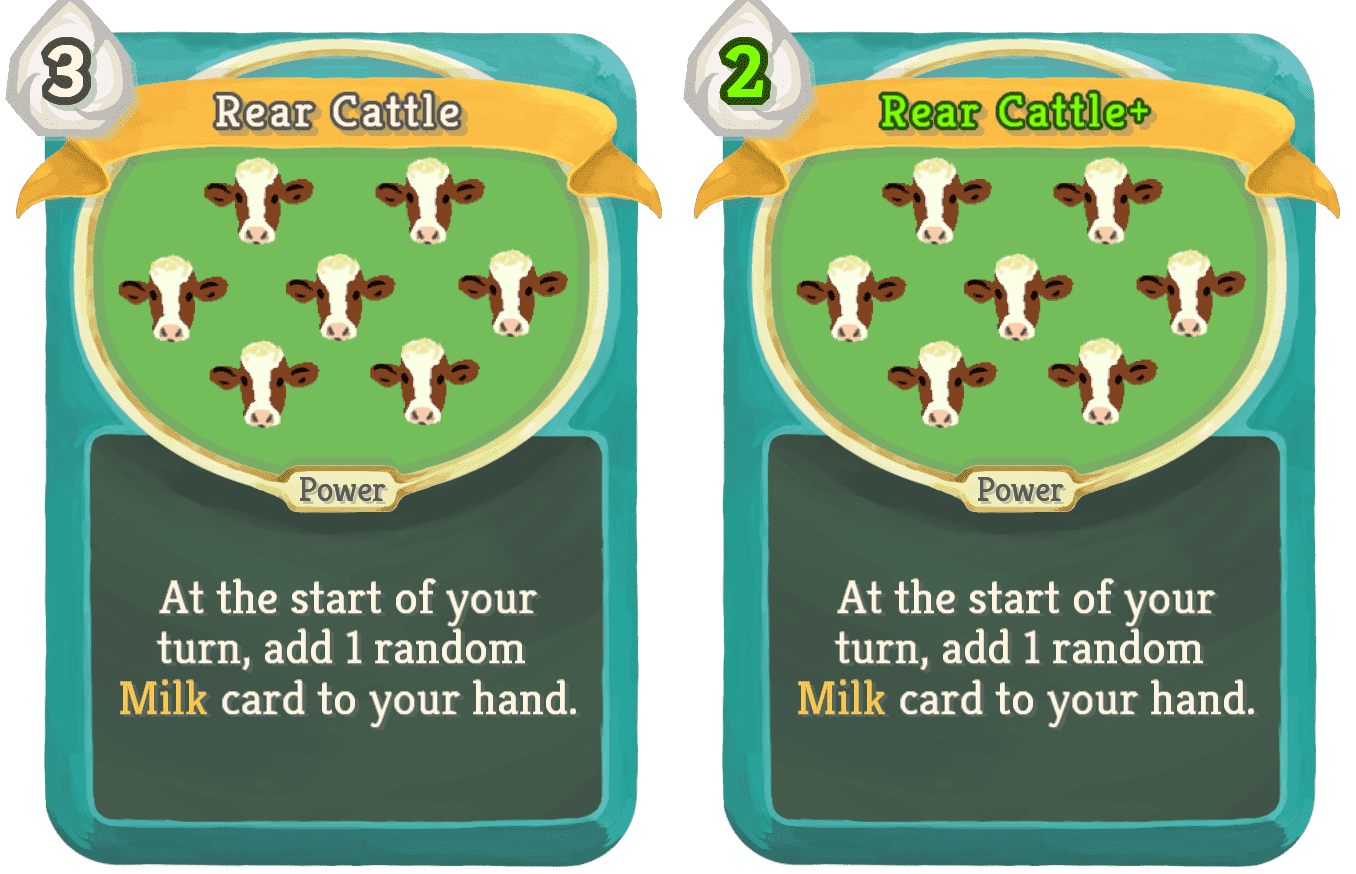 3
Rear Cattle
Power
At the start of your
turn, add 1 random
Milk card to your hand.
2
Rear Cattle+
Power
At the start of your
turn, add 1 random
Milk card to your hand.